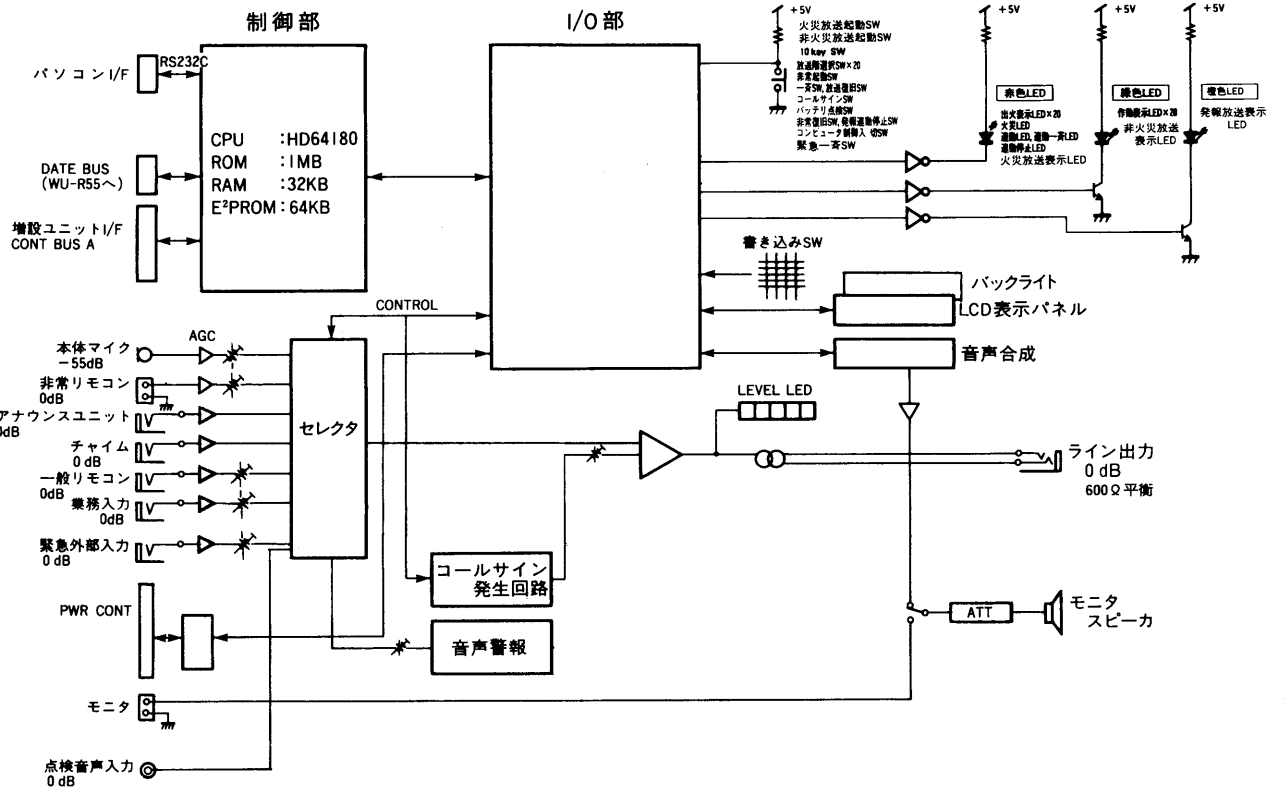 制御部
I/O部
パソコンI/F
RS232C
DATE BUS
(WU-R55へ)
増設ユニットI/F
CONT BUS A
CPU :HD64180
ROM :1MB
RAM :32KB
E²PROM:64KB
+5V
火災放送起動SW
非火災放送起動SW
10key SW
放送階選択SW×20
非常起動SW
一斉SW,放送復旧SW
コールサインSW
バッテリ点検SW
非常復旧SW,発報連動停止SW
コンピュータ制御入 切SW
緊急一斉SW
+5V
赤色LED
出火表示LED×20
火災LED
連動LED, 連動一斉LED
連動停止LED
火災放送表示LED
+5V
緑色LED
作動表示LED×20
非火災放送
表示LED
+5V
橙色LED
発報放送表示
LED
書き込みSW
バックライト
LCD表示パネル
音声合成
CONTROL
AGC
本体マイク
−55dB
非常リモコン
0dB
アナウンスユニット
0dB
チャイム
0 dB
一般リモコン
0dB
業務入力
0dB
緊急外部入力
0 dB
セレクタ
LEVEL LED
ライン出力
0 dB
600Ω平衡
コールサイン
発生回路
音声警報
PWR CONT
ATT
モニタ
スピーカ
モニタ
点検音声入力
0 dB